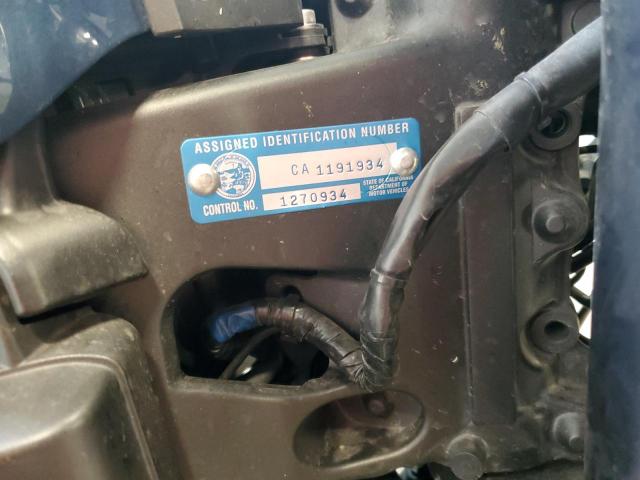 ASSIGNED IDENTIFICATION NUMBER
CA 1191934
CONTROL NO. 1270934
STATE OF CALIFORNIA
DEPARTMENT OF
MOTOR VEHICLES